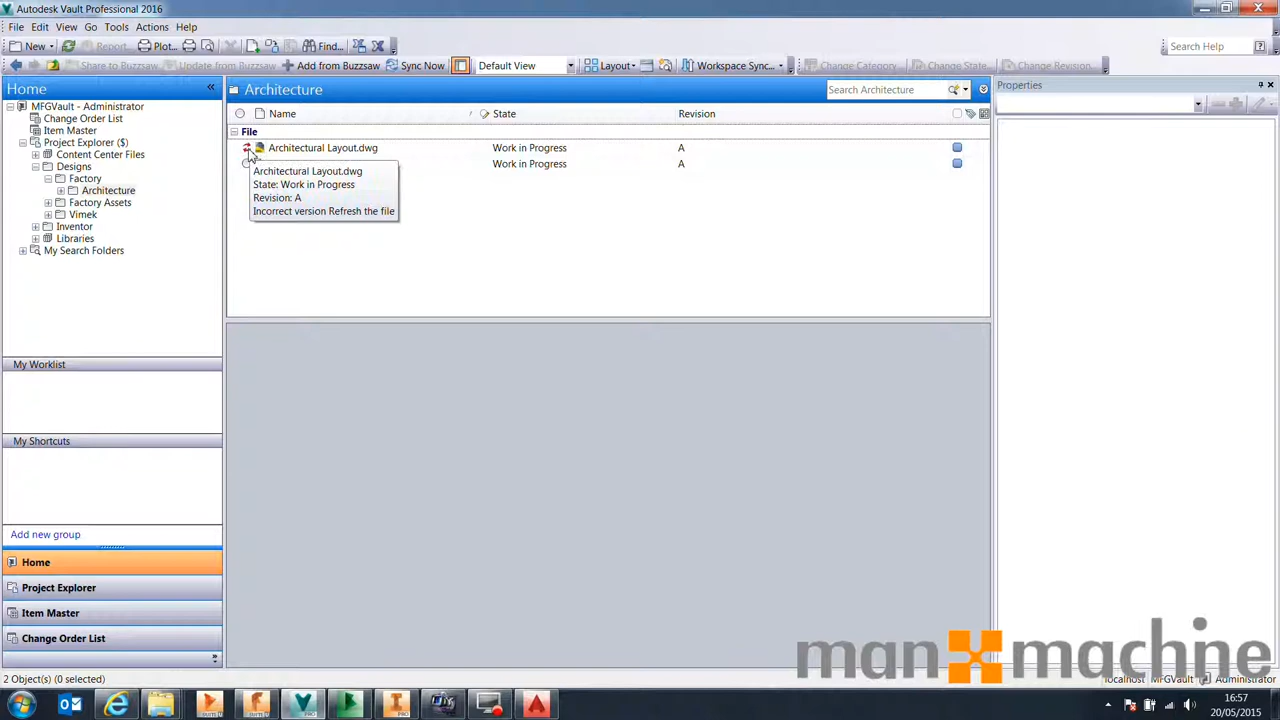 Autodesk Vault Professional 2016
File Edit View Go Tools Actions Help
New Report Plot... Find... Search Help
Share to Buzzsaw Update from Buzzsaw Add from Buzzsaw Sync Now Default View Layout Workspace Sync... Change Category... Change State... Change Revision...
Home
MFGVault - Administrator
Change Order List
Item Master
Project Explorer ($)
Content Center Files
Designs
Factory
Architecture
Factory Assets
Vimek
Inventor
Libraries
My Search Folders
My Worklist
My Shortcuts
Add new group
Home
Project Explorer
Item Master
Change Order List
Architecture
Search Architecture
Name State Revision
File
Architectural Layout.dwg Work in Progress A
Work in Progress A
Architectural Layout.dwg
State: Work in Progress
Revision: A
Incorrect version Refresh the file
Properties
man machine
2 Object(s) (0 selected)
localhost MFGVault Administrator
16:57
20/05/2015